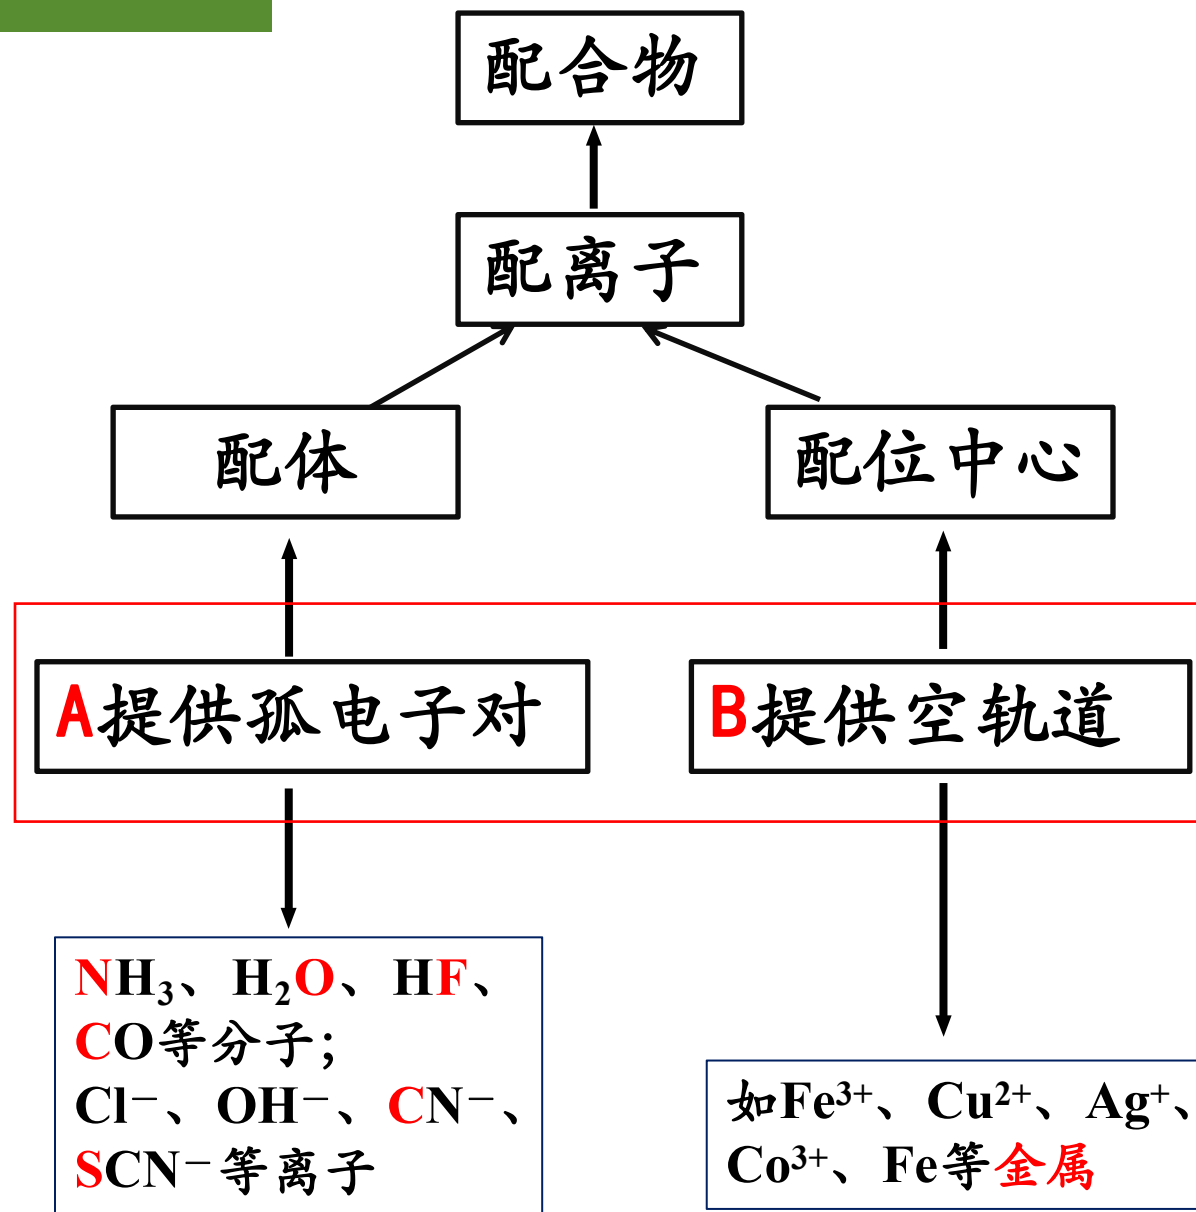 配合物
配离子
配体
配位中心
A提供孤电子对
B提供空轨道
NH₃、H₂O、HF、
CO等分子;
Cl⁻、OH⁻、CN⁻、
SCN⁻等离子
如Fe³⁺、Cu²⁺、Ag⁺、
Co³⁺、Fe等金属